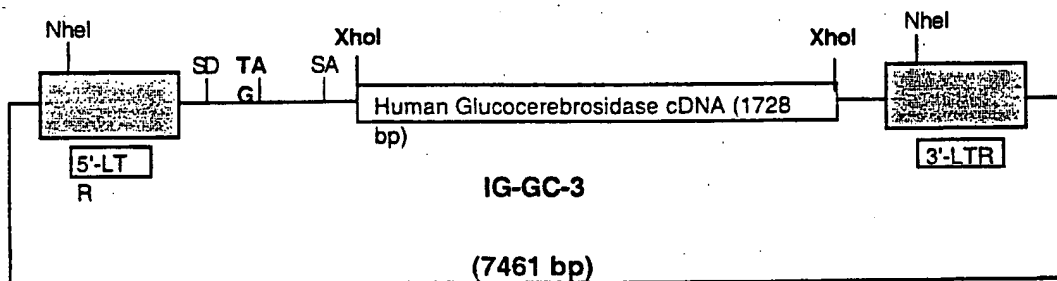 NheI
SD
TA
G
SA
XhoI
XhoI
NheI
Human Glucocerebrosidase cDNA (1728
bp)
5'-LT
R
3'-LTR
IG-GC-3
(7461 bp)